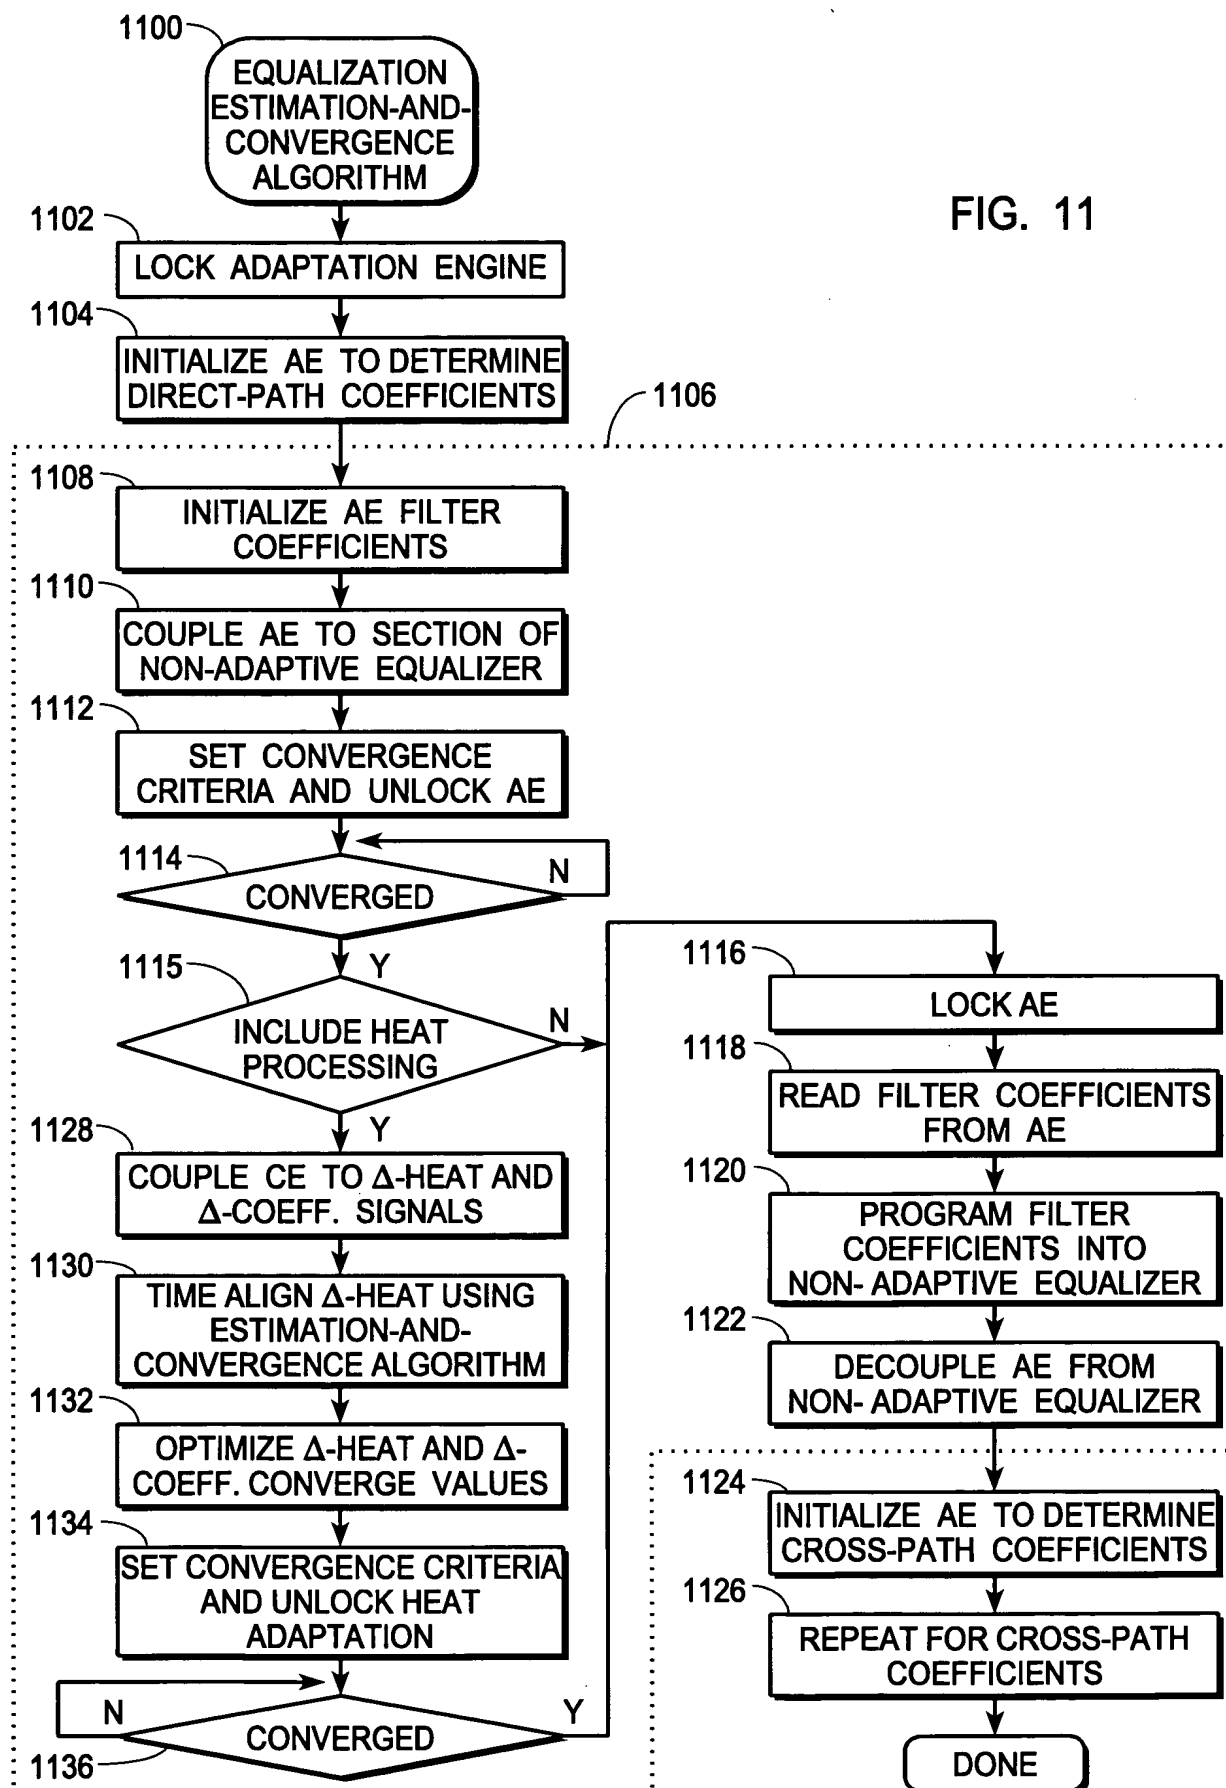 1100
EQUALIZATION
ESTIMATION-AND-
CONVERGENCE
ALGORITHM
FIG. 11
1102
LOCK ADAPTATION ENGINE
1104
INITIALIZE AE TO DETERMINE
DIRECT-PATH COEFFICIENTS
1106
1108
INITIALIZE AE FILTER
COEFFICIENTS
1110
COUPLE AE TO SECTION OF
NON-ADAPTIVE EQUALIZER
1112
SET CONVERGENCE
CRITERIA AND UNLOCK AE
1114
CONVERGED
N
Y
1115
INCLUDE HEAT
PROCESSING
N
Y
1128
COUPLE CE TO Δ-HEAT AND
Δ-COEFF. SIGNALS
1130
TIME ALIGN Δ-HEAT USING
ESTIMATION-AND-
CONVERGENCE ALGORITHM
1132
OPTIMIZE Δ-HEAT AND Δ-
COEFF. CONVERGE VALUES
1134
SET CONVERGENCE CRITERIA
AND UNLOCK HEAT
ADAPTATION
N
CONVERGED
Y
1136
1116
LOCK AE
1118
READ FILTER COEFFICIENTS
FROM AE
1120
PROGRAM FILTER
COEFFICIENTS INTO
NON- ADAPTIVE EQUALIZER
1122
DECOUPLE AE FROM
NON- ADAPTIVE EQUALIZER
1124
INITIALIZE AE TO DETERMINE
CROSS-PATH COEFFICIENTS
1126
REPEAT FOR CROSS-PATH
COEFFICIENTS
DONE